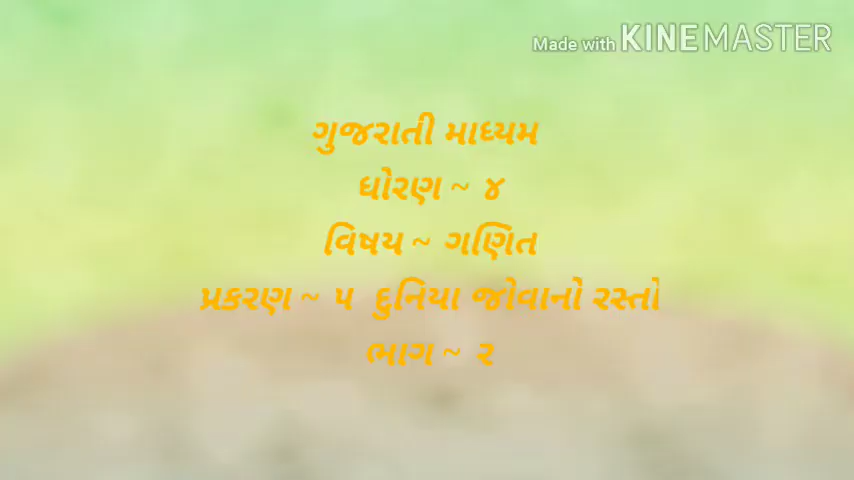 Made with KINEMASTER
ગુજરાતી માધ્યમ
ધોરણ ~ ૪
વિષય ~ ગણિત
પ્રકરણ ~ ૫ દુનિયા જોવાનો રસ્તો
ભાગ ~ ૨